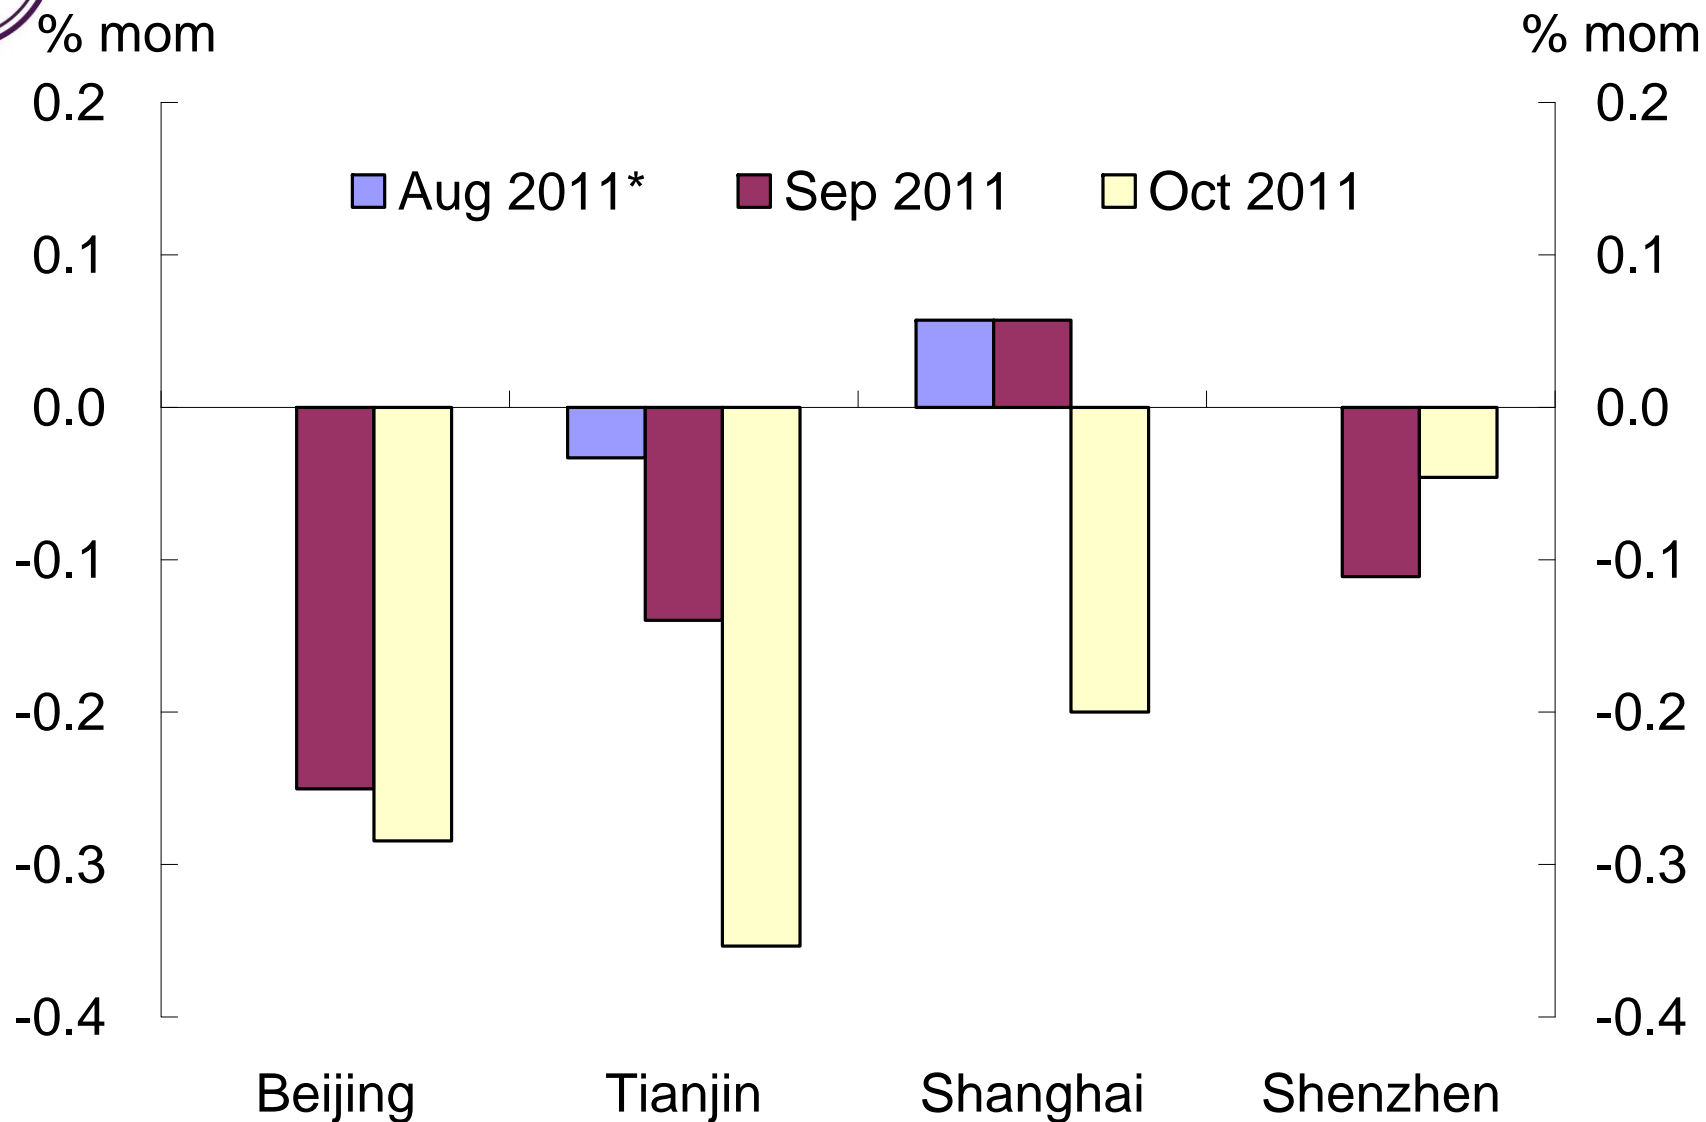 % mom % mom
0.2 0.2
Aug 2011* Sep 2011 Oct 2011
0.1 0.1
0.0 0.0
-0.1 -0.1
-0.2 -0.2
-0.3 -0.3
-0.4 -0.4
Beijing Tianjin Shanghai Shenzhen